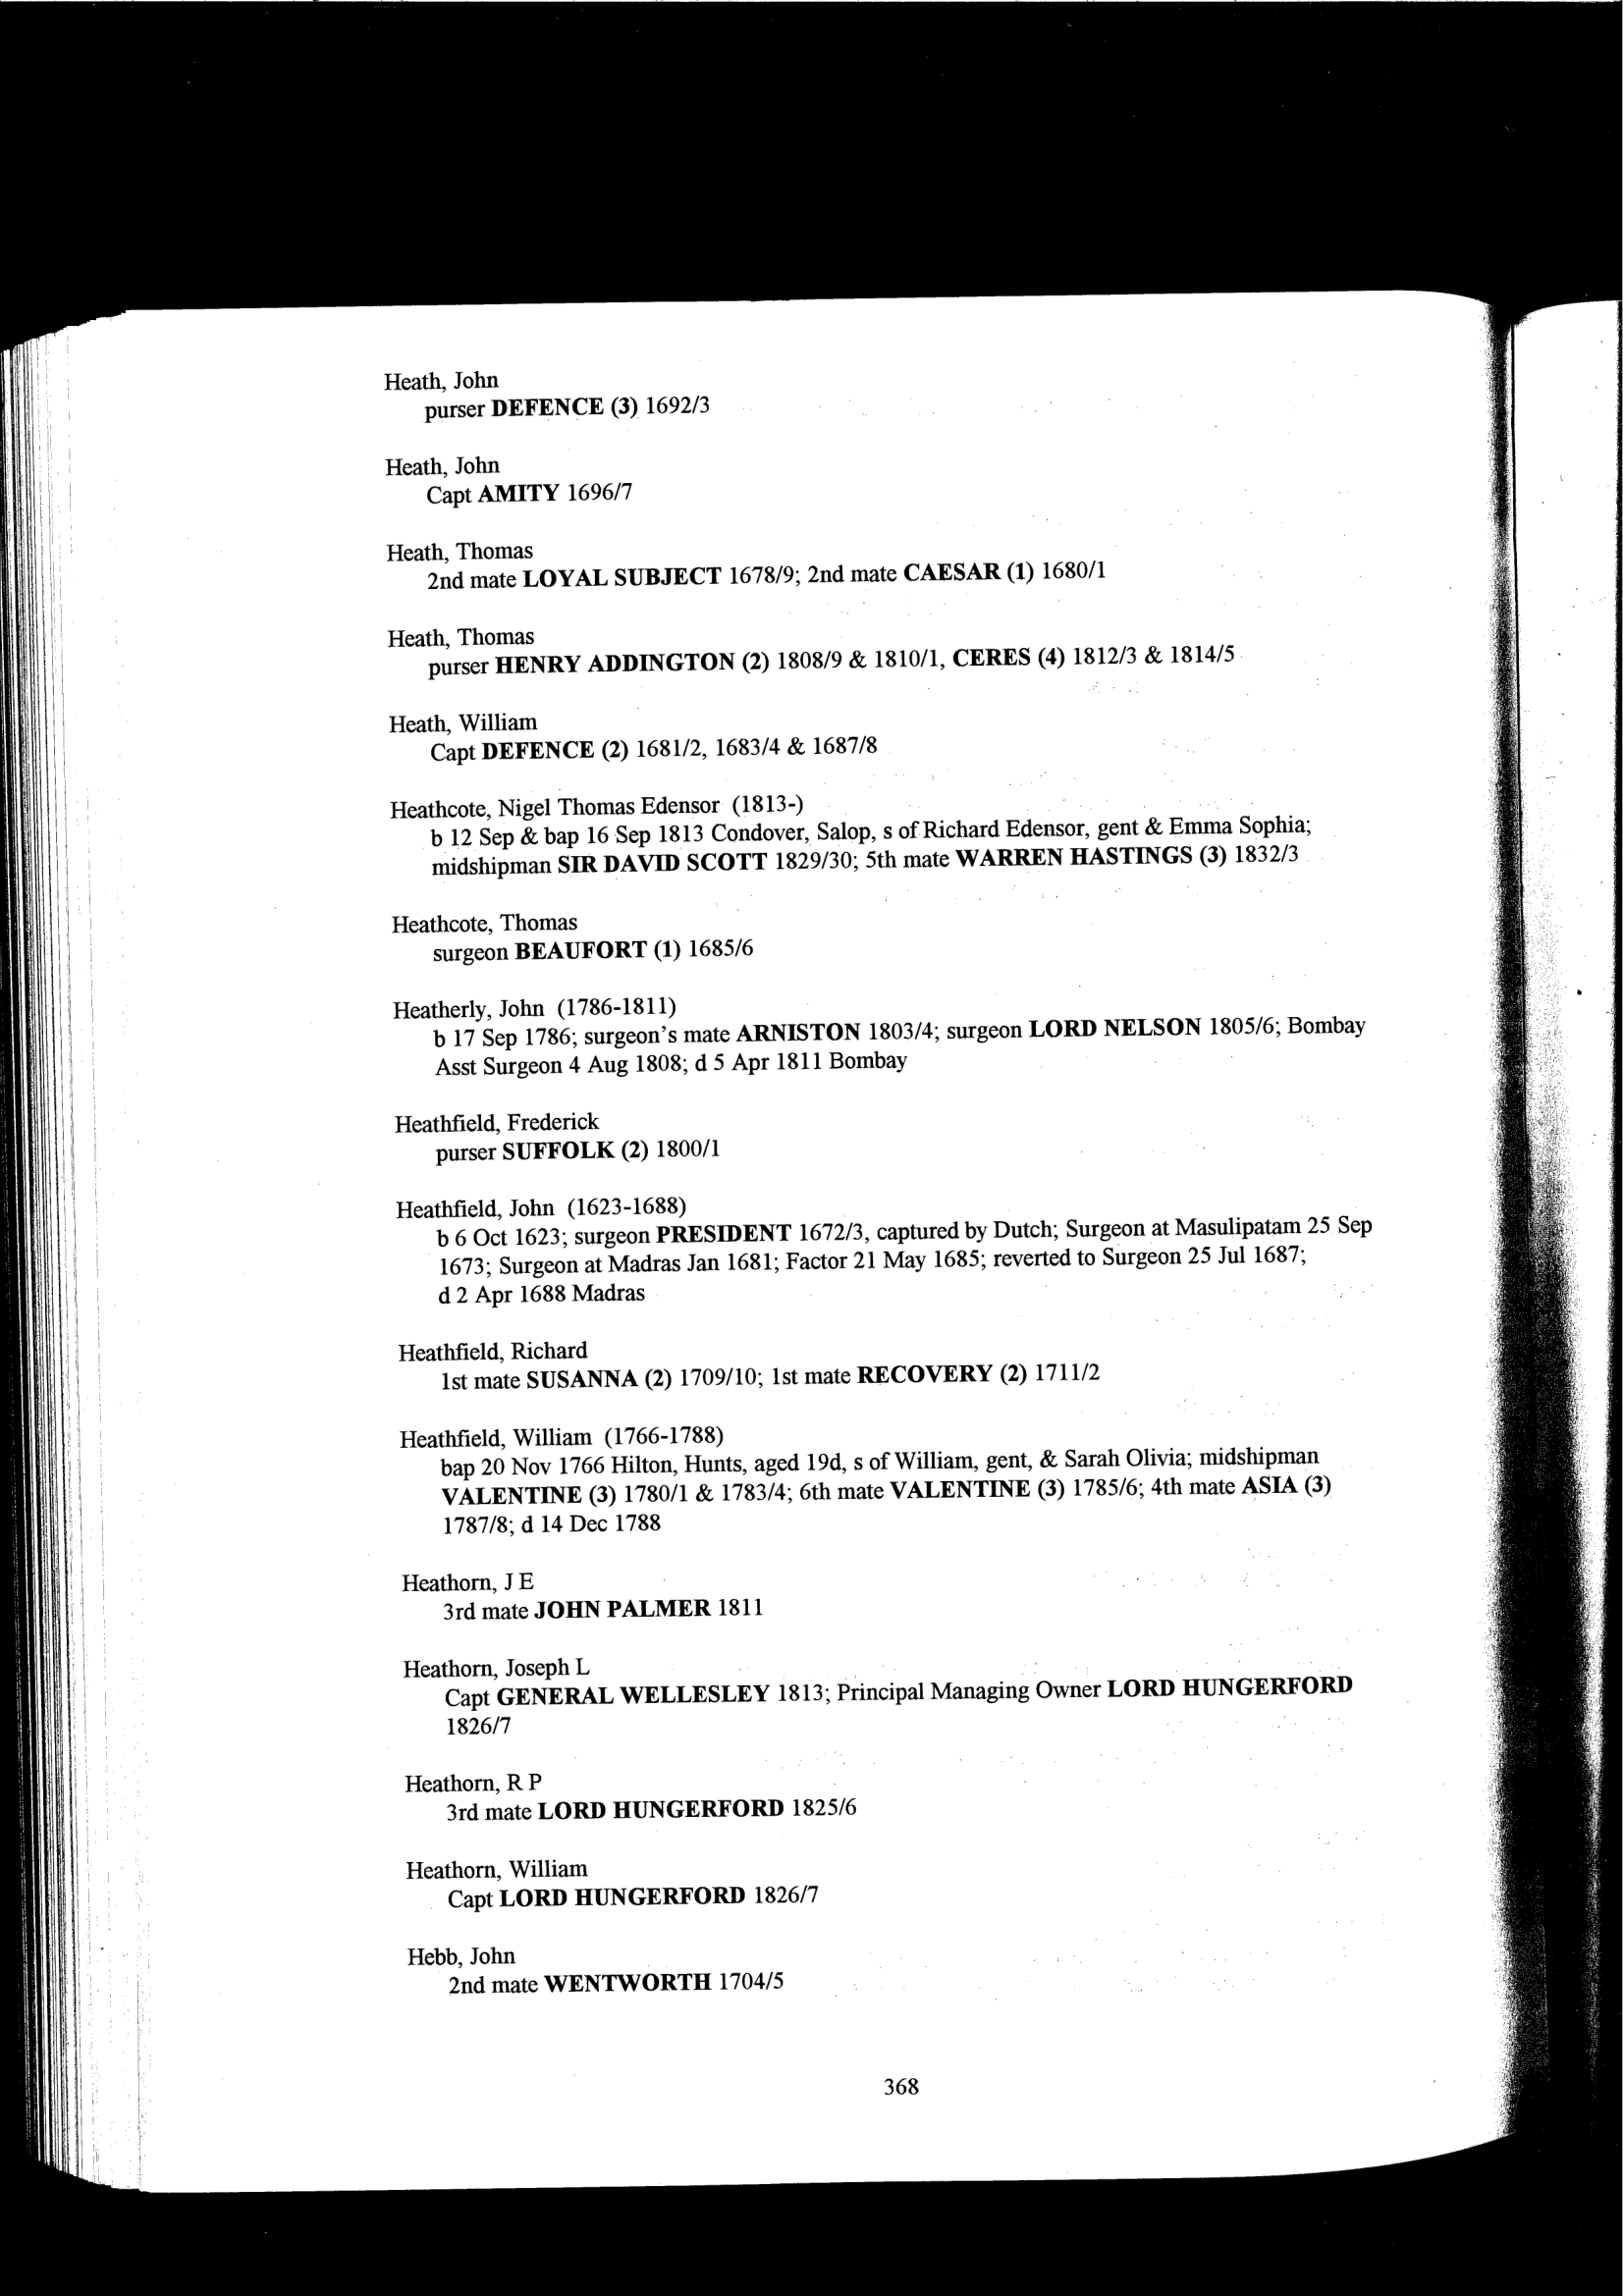 Heath, John
purser DEFENCE (3) 1692/3
Heath, John
Capt AMITY 1696/7
Heath, Thomas
2nd mate LOYAL SUBJECT 1678/9; 2nd mate CAESAR (1) 1680/1
Heath, Thomas
purser HENRY ADDINGTON (2) 1808/9 & 1810/1, CERES (4) 1812/3 & 1814/5
Heath, William
Capt DEFENCE (2) 1681/2, 1683/4 & 1687/8
Heathcote, Nigel Thomas Edensor (1813-)
b 12 Sep & bap 16 Sep 1813 Condover, Salop, s of Richard Edensor, gent & Emma Sophia;
midshipman SIR DAVID SCOTT 1829/30; 5th mate WARREN HASTINGS (3) 1832/3
Heathcote, Thomas
surgeon BEAUFORT (1) 1685/6
Heatherly, John (1786-1811)
b 17 Sep 1786; surgeon's mate ARNISTON 1803/4; surgeon LORD NELSON 1805/6; Bombay
Asst Surgeon 4 Aug 1808; d 5 Apr 1811 Bombay
Heathfield, Frederick
purser SUFFOLK (2) 1800/1
Heathfield, John (1623-1688)
b 6 Oct 1623; surgeon PRESIDENT 1672/3, captured by Dutch; Surgeon at Masulipatam 25 Sep
1673; Surgeon at Madras Jan 1681; Factor 21 May 1685; reverted to Surgeon 25 Jul 1687;
d 2 Apr 1688 Madras
Heathfield, Richard
1st mate SUSANNA (2) 1709/10; 1st mate RECOVERY (2) 1711/2
Heathfield, William (1766-1788)
bap 20 Nov 1766 Hilton, Hunts, aged 19d, s of William, gent, & Sarah Olivia; midshipman
VALENTINE (3) 1780/1 & 1783/4; 6th mate VALENTINE (3) 1785/6; 4th mate ASIA (3)
1787/8; d 14 Dec 1788
Heathorn, J E
3rd mate JOHN PALMER 1811
Heathorn, Joseph L
Capt GENERAL WELLESLEY 1813; Principal Managing Owner LORD HUNGERFORD
1826/7
Heathorn, R P
3rd mate LORD HUNGERFORD 1825/6
Heathorn, William
Capt LORD HUNGERFORD 1826/7
Hebb, John
2nd mate WENTWORTH 1704/5
368